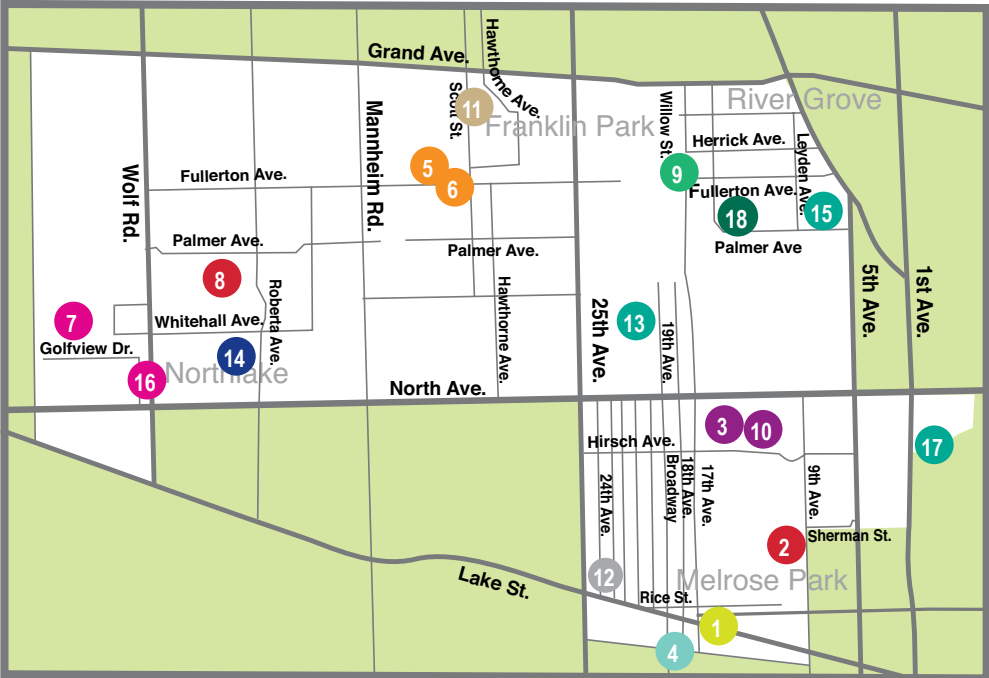 Grand Ave.
Hawthorne Ave.
Scott St.
11
Franklin Park
River Grove
Willow St.
Herrick Ave.
Leyden Ave.
Mannheim Rd.
Wolf Rd.
Fullerton Ave.
5
6
9
Fullerton Ave.
18
15
Palmer Ave.
Palmer Ave.
Palmer Ave
8
Roberta Ave.
Hawthorne Ave.
25th Ave.
13
19th Ave.
5th Ave.
1st Ave.
7
Whitehall Ave.
Golfview Dr.
14
16
Northlake
North Ave.
3
10
Hirsch Ave.
17
24th Ave.
Broadway
18th Ave.
17th Ave.
9th Ave.
Sherman St.
2
12
Melrose Park
Lake St.
Rice St.
1
4